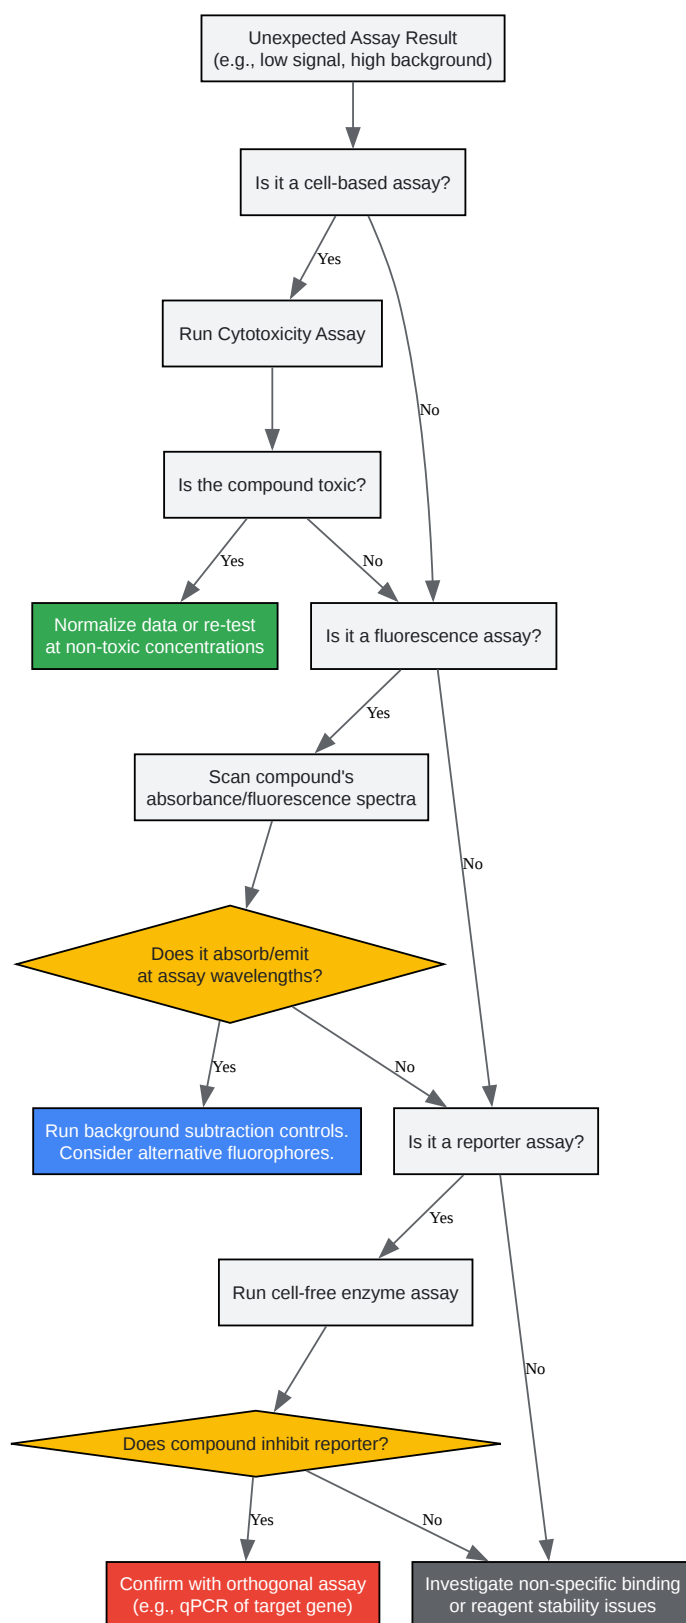 Unexpected Assay Result
(e.g., low signal, high background)
Is it a cell-based assay?
Yes
Run Cytotoxicity Assay
No
Is the compound toxic?
Yes
No
Normalize data or re-test
at non-toxic concentrations
Is it a fluorescence assay?
Yes
Scan compound's
absorbance/fluorescence spectra
No
Does it absorb/emit
at assay wavelengths?
Yes
No
Run background subtraction controls.
Consider alternative fluorophores.
Is it a reporter assay?
Yes
Run cell-free enzyme assay
No
Does compound inhibit reporter?
Yes
No
Confirm with orthogonal assay
(e.g., qPCR of target gene)
Investigate non-specific binding
or reagent stability issues